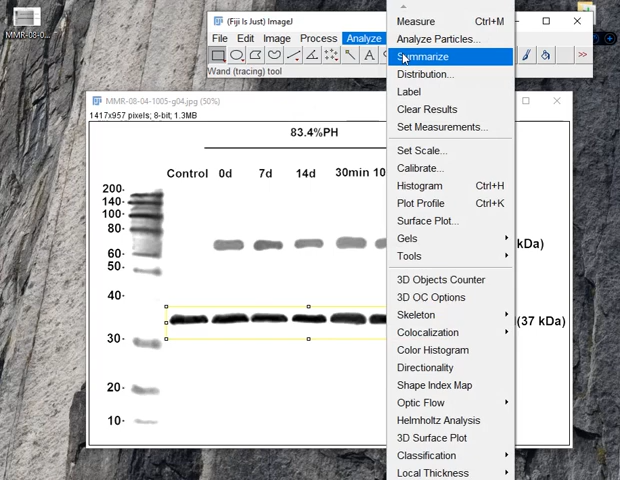 MMR-08-0...
(Fiji Is Just) ImageJ
File Edit Image Process Analyze
A
>>
Wand (tracing) tool
MMR-08-04-1005-g04.jpg (50%)
1417x957 pixels; 8-bit; 1.3MB
83.4%PH
Control 0d 7d 14d 30min 10
200-
140-
100-
80-
60-
50-
40-
30-
20-
10-
kDa)
(37 kDa)
Measure Ctrl+M
Analyze Particles...
Summarize
Distribution...
Label
Clear Results
Set Measurements...
Set Scale...
Calibrate...
Histogram Ctrl+H
Plot Profile Ctrl+K
Surface Plot...
Gels
Tools
3D Objects Counter
3D OC Options
Skeleton
Colocalization
Color Histogram
Directionality
Shape Index Map
Optic Flow
Helmholtz Analysis
3D Surface Plot
Classification
Local Thickness